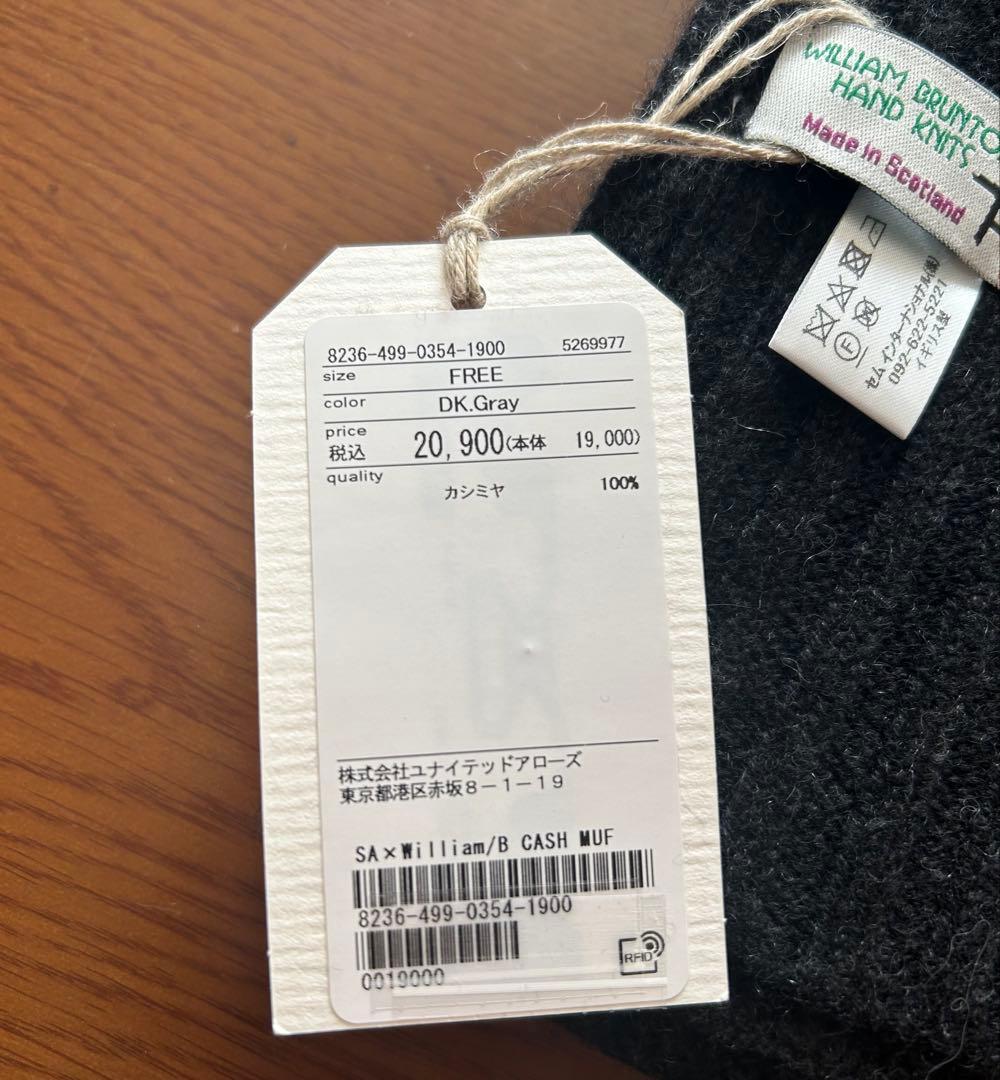 WILLIAM BRUNTO
HAND KNITS
Made in Scotland
セムインターナショナル(株)
092-622-5221
イギリス製
8236-499-0354-1900 5269977
size FREE
color DK.Gray
price
税込 20,900(本体 19,000)
quality
カシミヤ 100%
株式会社ユナイテッドアローズ
東京都港区赤坂8-1-19
SA×William/B CASH MUF
8236-499-0354-1900
0019000
RFID